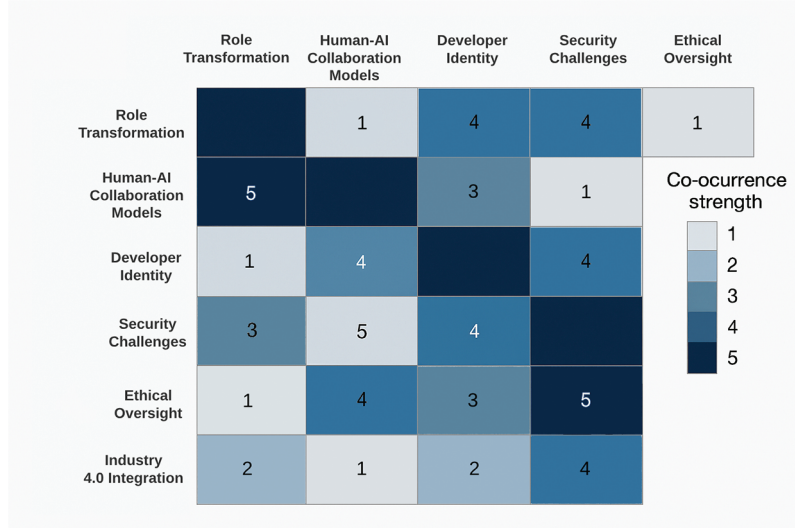 Role Transformation
Human-AI Collaboration Models
Developer Identity
Security Challenges
Ethical Oversight
Role Transformation
1
4
4
1
Human-AI Collaboration Models
5
3
1
Developer Identity
1
4
4
Security Challenges
3
5
4
Ethical Oversight
1
4
3
5
Industry 4.0 Integration
2
1
2
4
Co-ocurrence strength
1
2
3
4
5